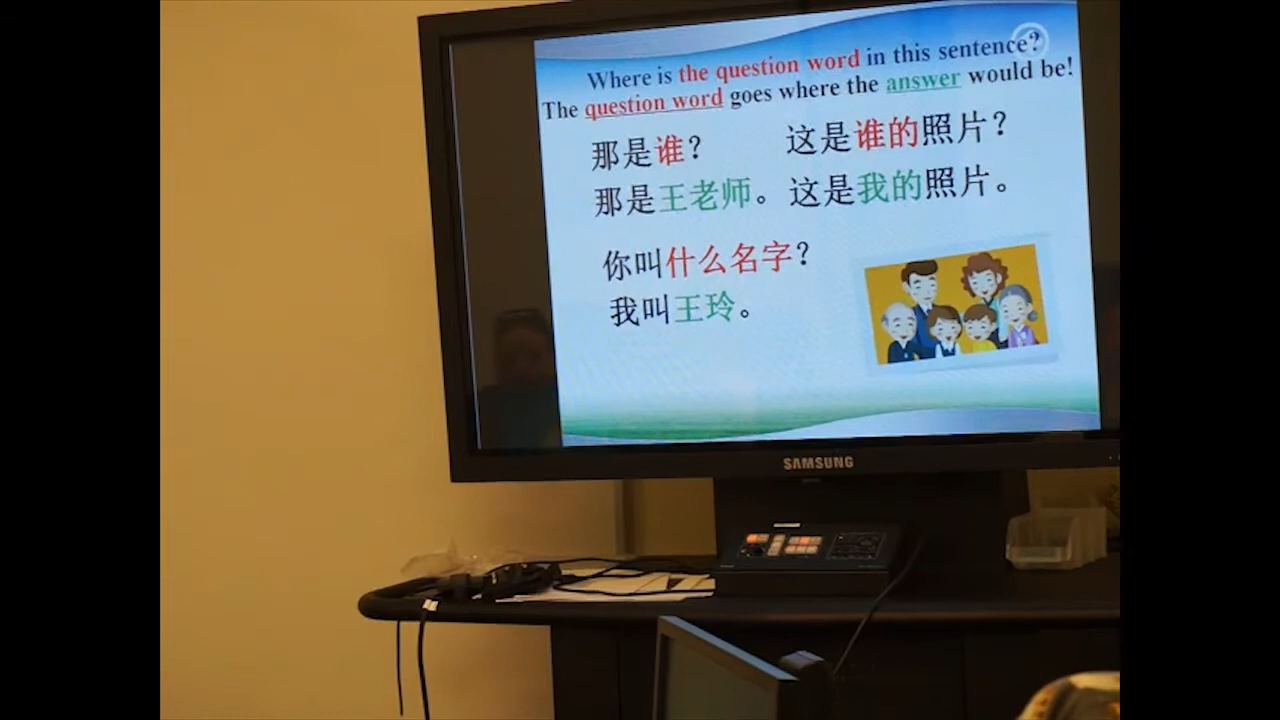 Where is the question word in this sentence?
The question word goes where the answer would be!
那是谁？ 这是谁的照片？
那是王老师。 这是我的照片。
你叫什么名字？
我叫王玲。
SAMSUNG